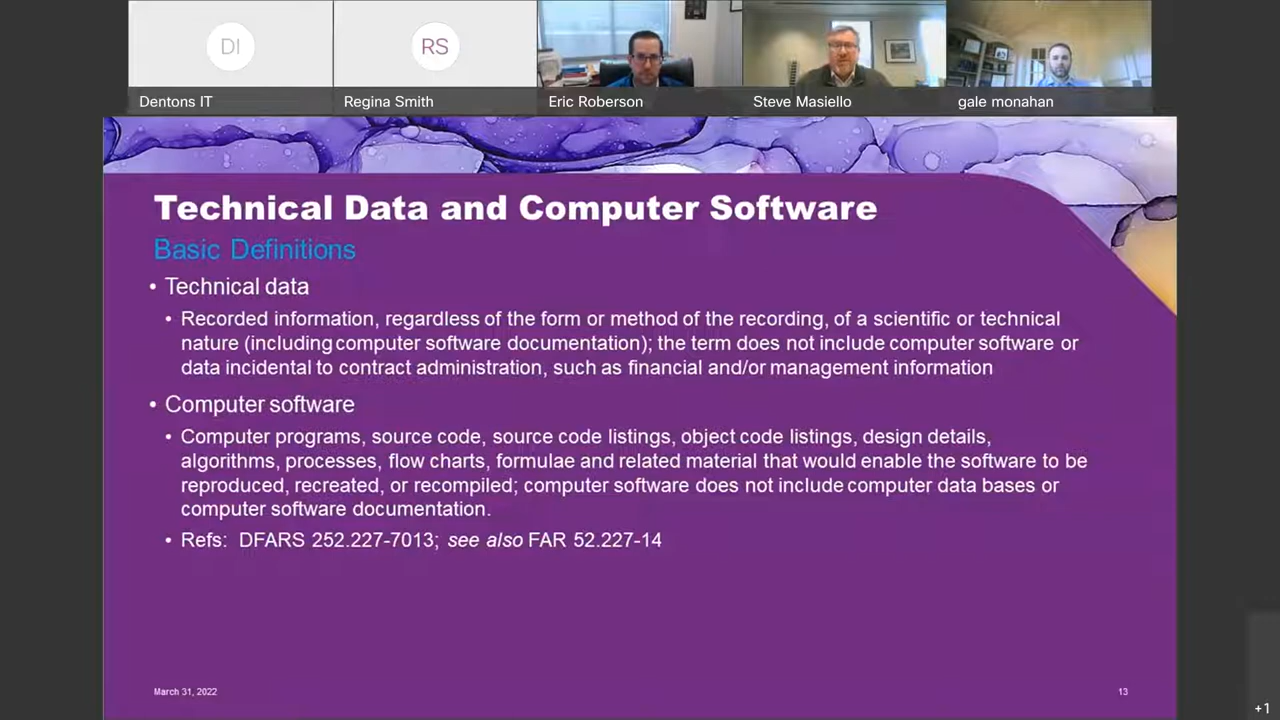 DI
RS
Dentons IT
Regina Smith
Eric Roberson
Steve Masiello
gale monahan
Technical Data and Computer Software
Basic Definitions
• Technical data
• Recorded information, regardless of the form or method of the recording, of a scientific or technical
nature (including computer software documentation); the term does not include computer software or
data incidental to contract administration, such as financial and/or management information
• Computer software
• Computer programs, source code, source code listings, object code listings, design details,
algorithms, processes, flow charts, formulae and related material that would enable the software to be
reproduced, recreated, or recompiled; computer software does not include computer data bases or
computer software documentation.
• Refs: DFARS 252.227-7013; see also FAR 52.227-14
March 31, 2022
13
+1